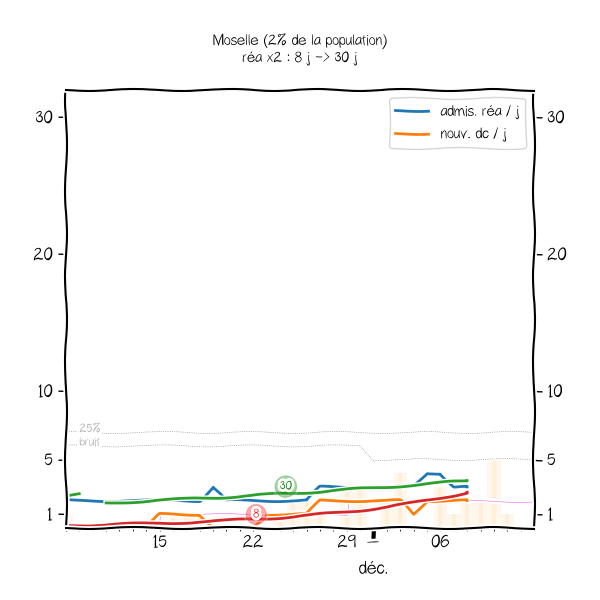 Moselle (2% de la population)
réa x2 : 8 j -> 30 j
admis. réa / j
nouv. dc / j
30
30
20
20
10
10
25%
bruit
5
5
30
8
1
1
15
22
29
06
déc.